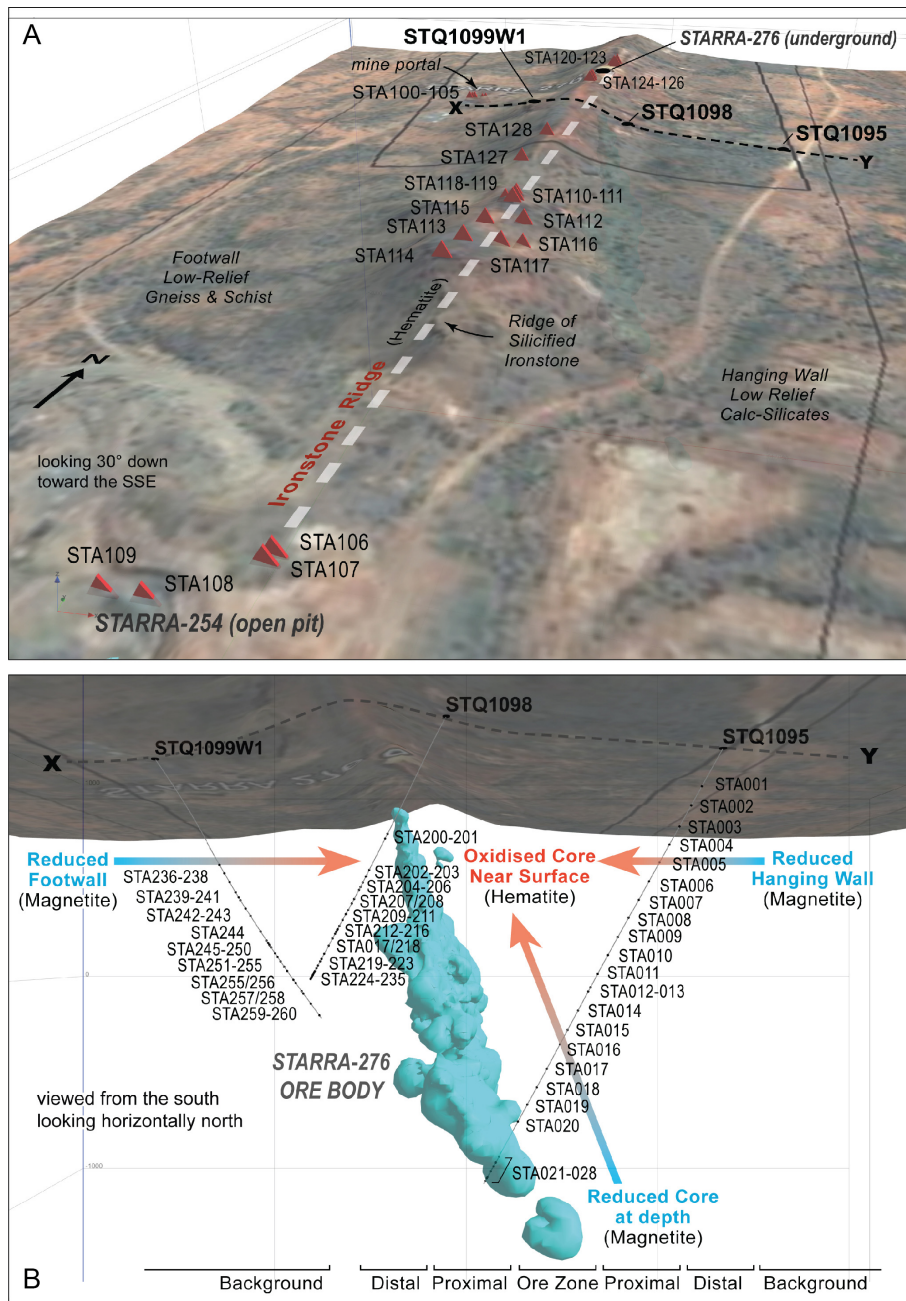 A
STQ1099W1
STARRA-276 (underground)
STA120-123
mine portal
STA124-126
STA100-105
X
STQ1098
STA128
STQ1095
Y
STA127
STA118-119
STA110-111
STA115
STA112
STA113
STA116
STA114
STA117
Footwall
Low-Relief
Gneiss & Schist
(Hematite)
Ridge of
Silicified
Ironstone
N
Hanging Wall
Low Relief
Calc-Silicates
Ironstone Ridge
looking 30° down
toward the SSE
STA106
STA109
STA107
STA108
STARRA-254 (open pit)
STQ1098
STQ1099W1
STQ1095
X
Y
STA001
STA002
STA003
STA200-201
STA004
Reduced
Footwall
(Magnetite)
Oxidised Core
Near Surface
(Hematite)
STA005
Reduced
Hanging Wall
(Magnetite)
STA236-238
STA202-203
STA006
STA239-241
STA204-206
STA007
STA242-243
STA207/208
STA008
STA244
STA209-211
STA009
STA245-250
STA212-216
STA010
STA251-255
STA017/218
STA011
STA255/256
STA219-223
STA012-013
STA257/258
STA224-235
STA014
STA259-260
0
STA015
STA016
STARRA-276
ORE BODY
STA017
viewed from the south
looking horizontally north
STA018
STA019
STA020
-1000
STA021-028
Reduced Core
at depth
(Magnetite)
B
Background
Distal
Proximal
Ore Zone
Proximal
Distal
Background